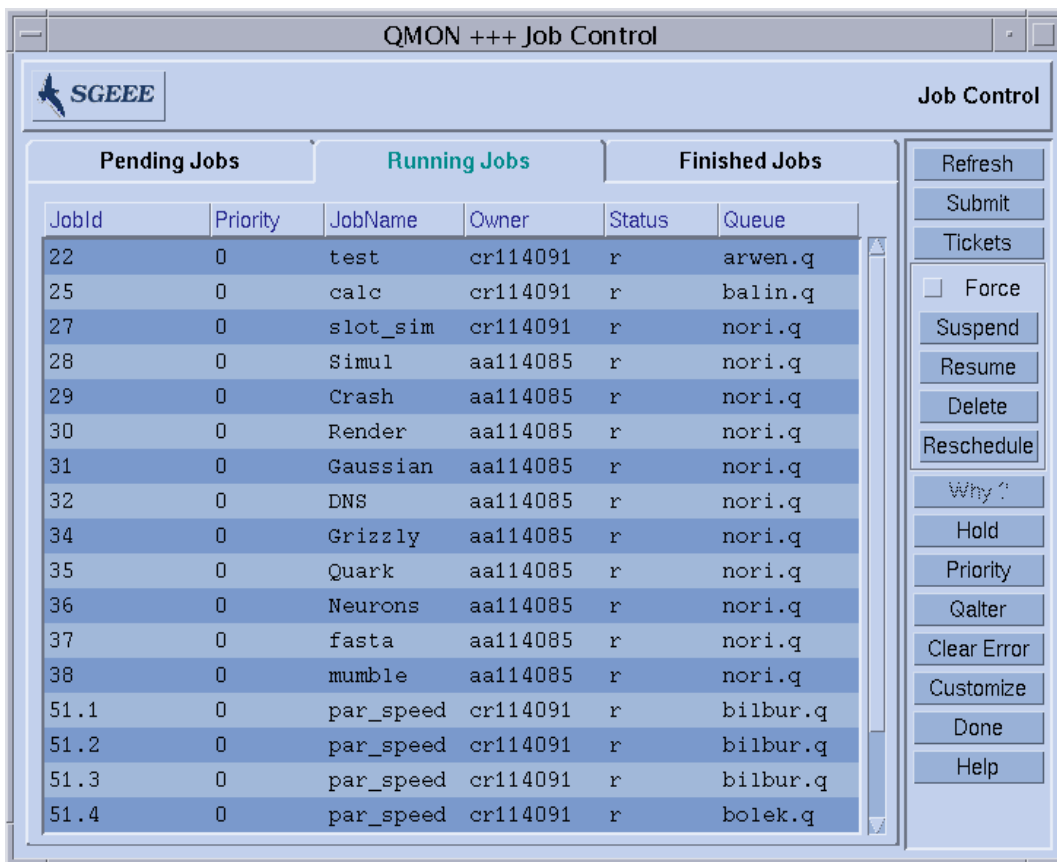 QMON +++ Job Control
SGEEE
Job Control
Pending Jobs Running Jobs Finished Jobs
JobId Priority JobName Owner Status Queue
22 0 test cr114091 r arwen.q
25 0 calc cr114091 r balin.q
27 0 slot_sim cr114091 r nori.q
28 0 Simul aa114085 r nori.q
29 0 Crash aa114085 r nori.q
30 0 Render aa114085 r nori.q
31 0 Gaussian aa114085 r nori.q
32 0 DNS aa114085 r nori.q
34 0 Grizzly aa114085 r nori.q
35 0 Quark aa114085 r nori.q
36 0 Neurons aa114085 r nori.q
37 0 fasta aa114085 r nori.q
38 0 mumble aa114085 r nori.q
51.1 0 par_speed cr114091 r bilbur.q
51.2 0 par_speed cr114091 r bilbur.q
51.3 0 par_speed cr114091 r bilbur.q
51.4 0 par_speed cr114091 r bolek.q
Refresh
Submit
Tickets
Force
Suspend
Resume
Delete
Reschedule
Why ?
Hold
Priority
Qalter
Clear Error
Customize
Done
Help